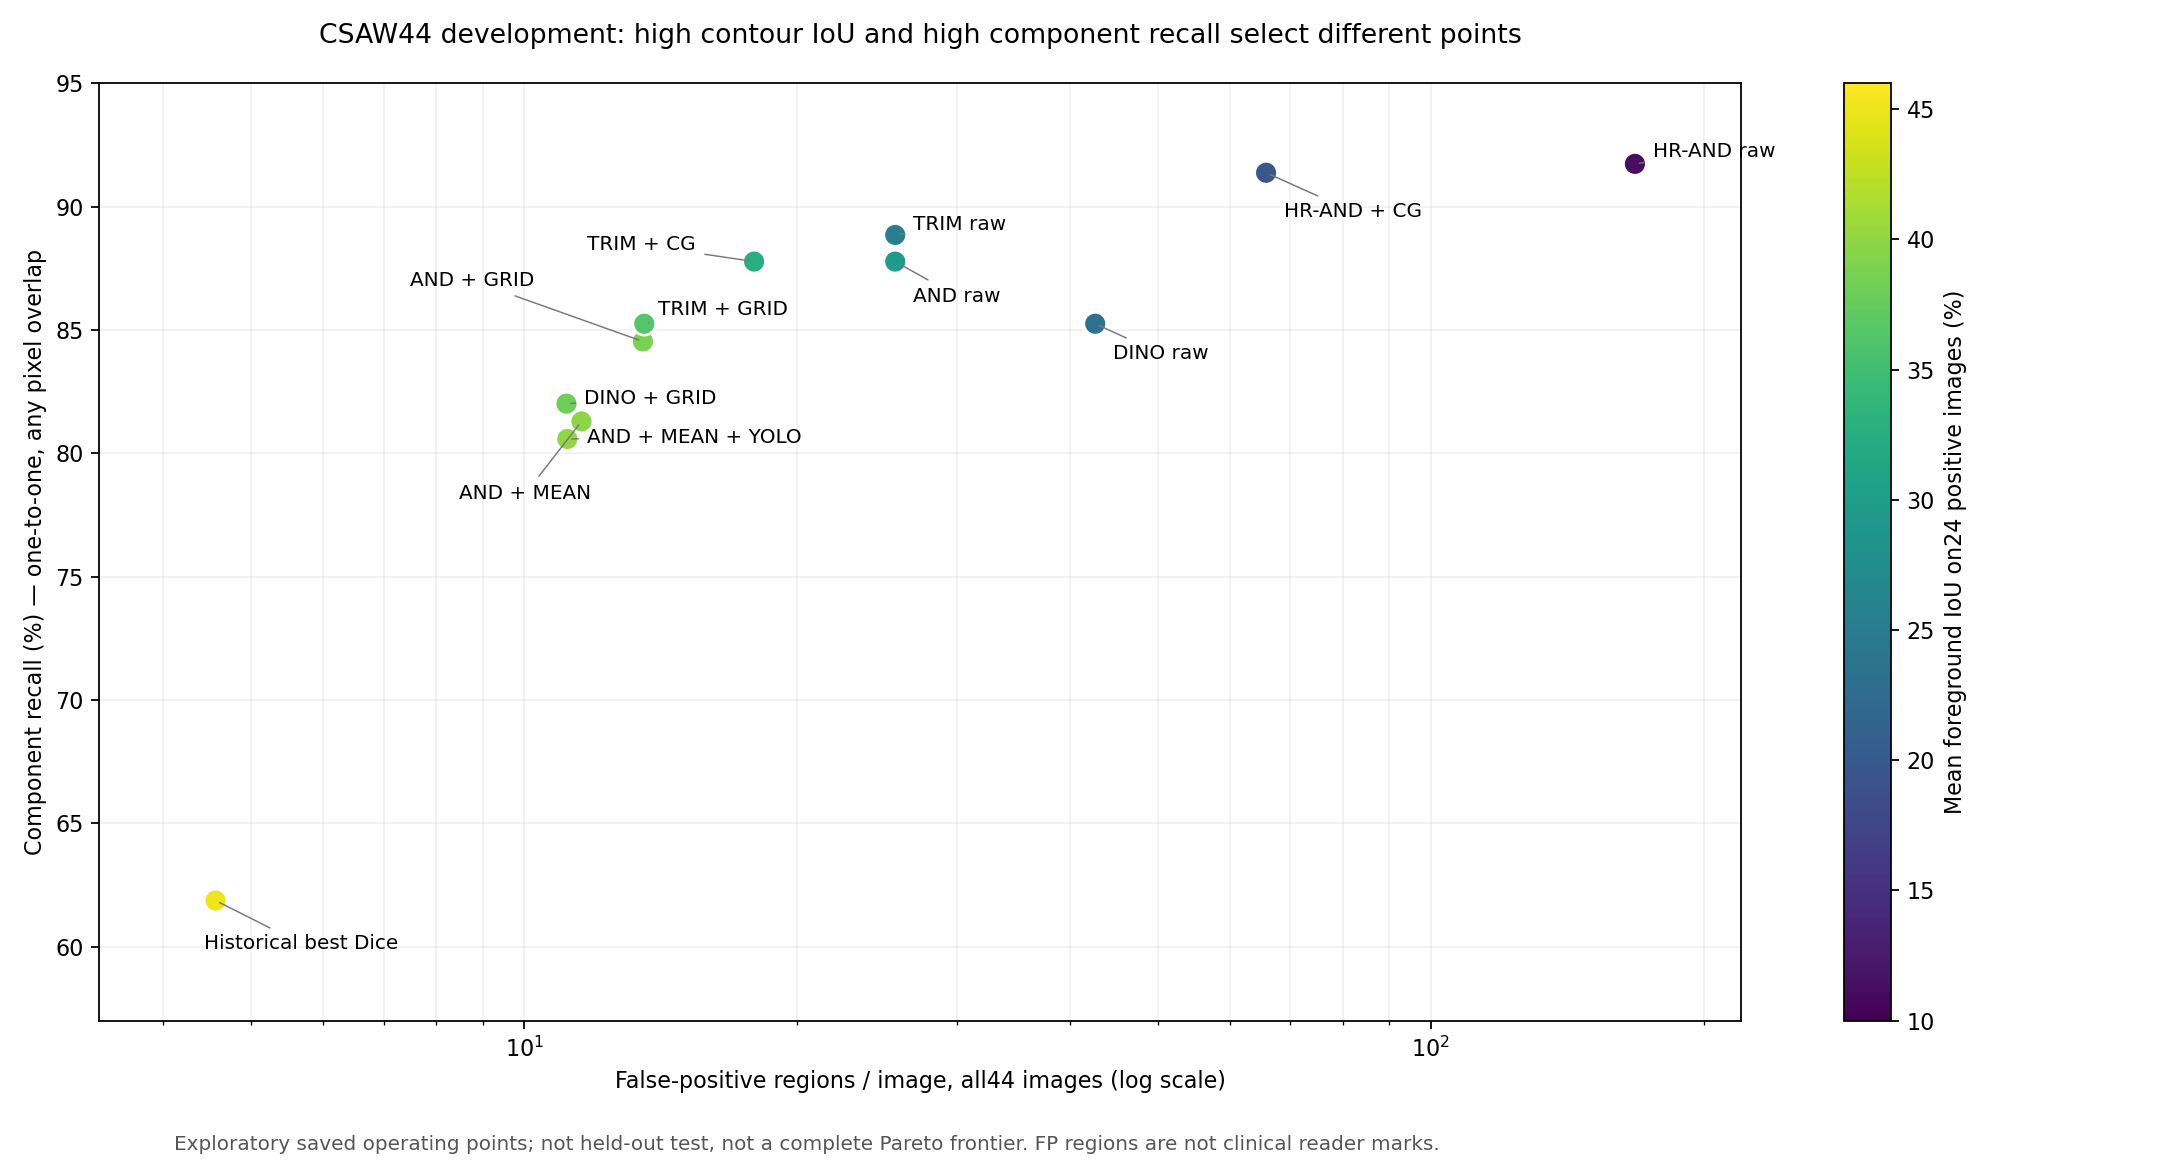 CSAW44 development: high contour IoU and high component recall select different points
95
90
85
80
75
70
65
60
Component recall (%) — one-to-one, any pixel overlap
HR-AND raw
HR-AND + CG
TRIM raw
TRIM + CG
AND + GRID
AND raw
TRIM + GRID
DINO raw
DINO + GRID
AND + MEAN + YOLO
AND + MEAN
Historical best Dice
10¹
10²
False-positive regions / image, all44 images (log scale)
45
40
35
30
25
20
15
10
Mean foreground IoU on24 positive images (%)
Exploratory saved operating points; not held-out test, not a complete Pareto frontier. FP regions are not clinical reader marks.